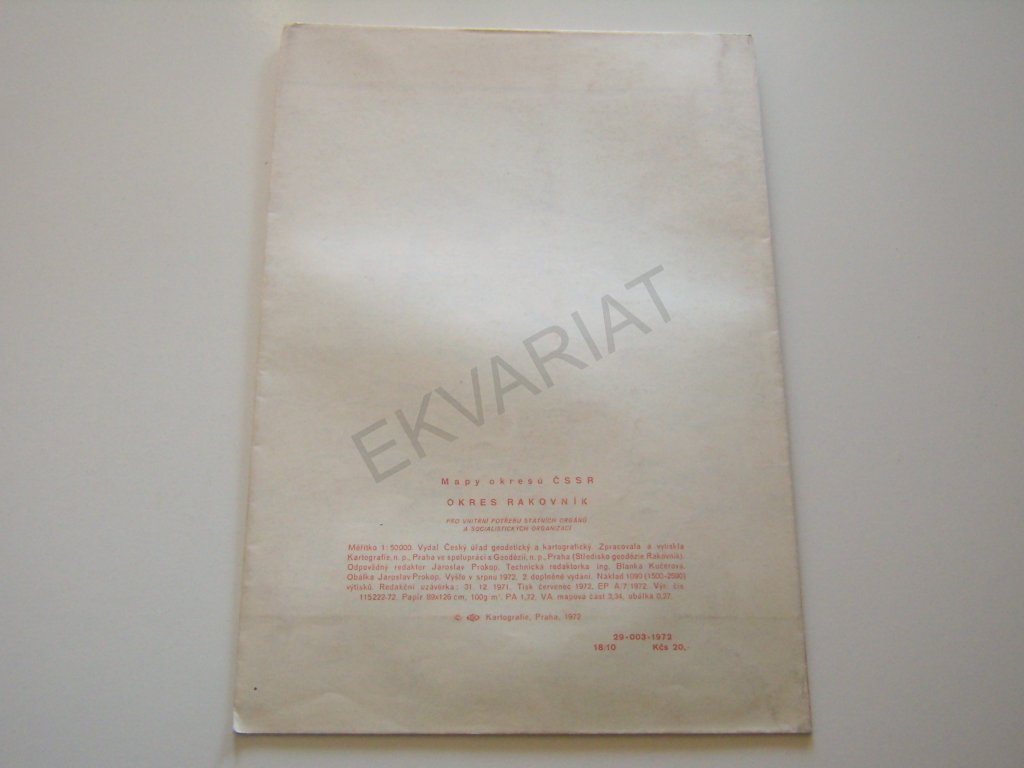 EKVARIAT
Mapy okresů ČSSR
OKRES RAKOVNÍK
PRO VNITŘNÍ POTŘEBU STÁTNÍCH ORGÁNŮ
A SOCIALISTICKÝCH ORGANIZACÍ
Měřítko 1:50000. Vydal Český úřad geodetický a kartografický. Zpracovala a vytiskla
Kartografie, n. p., Praha ve spolupráci s Geodézií, n. p., Praha (Středisko geodézie Rakovník).
Odpovědný redaktor Jaroslav Prokop. Technická redaktorka ing. Blanka Kučerová.
Obálka Jaroslav Prokop. Vyšlo v srpnu 1972. 2. doplněné vydání. Náklad 1090 (1500-2590)
výtisků. Redakční uzávěrka: 31. 12. 1971. Tisk červenec 1972. EP A/7/1972. Výr. čís.
115222-72. Papír 89x126 cm, 100g m². PA 1,72, VA mapová část 3,34, obálka 0,27.
© Kartografie, Praha, 1972
29-003-1972
18/10 Kčs 20,-